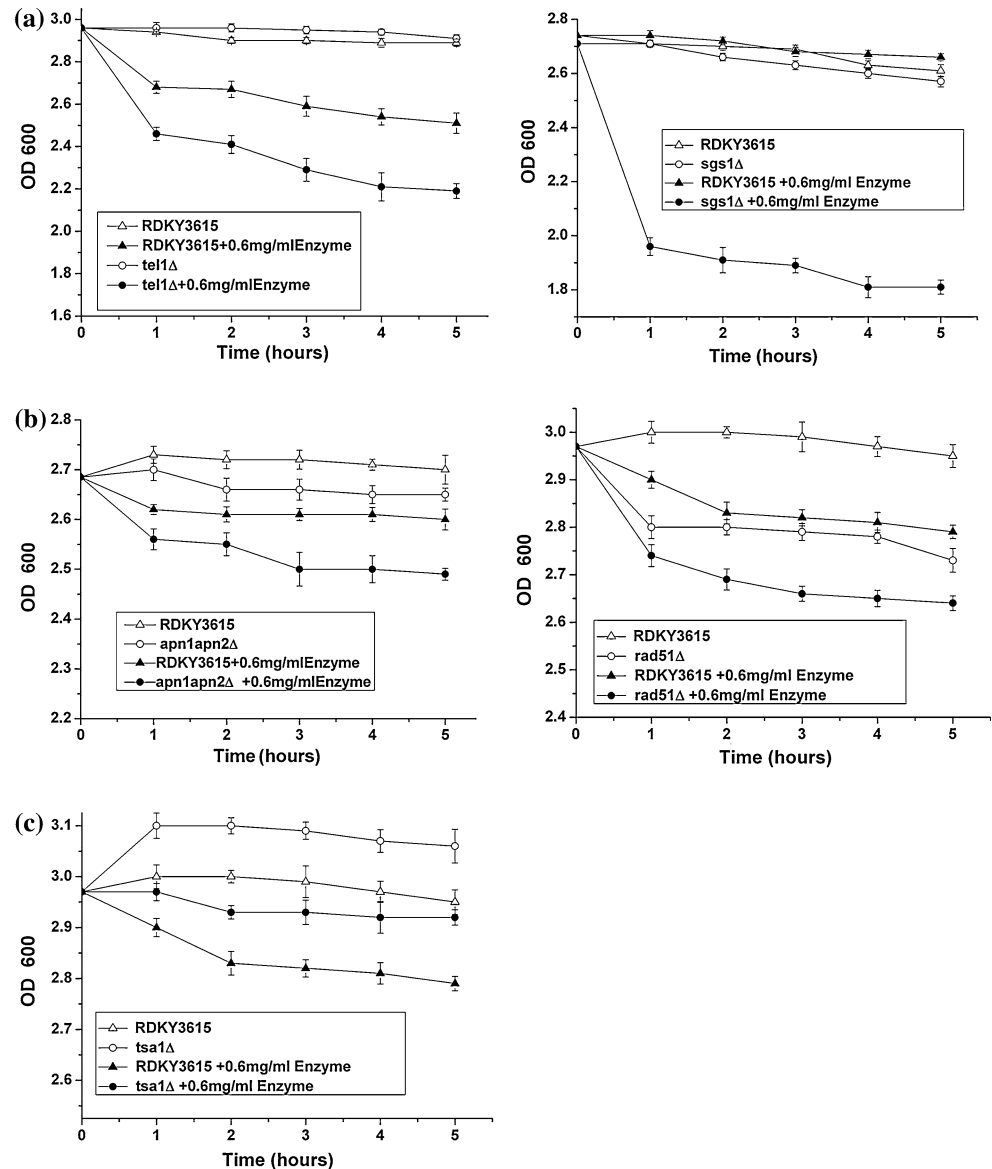 (a)
3.0
2.8
2.6
2.4
2.2
2.0
1.8
1.6
OD 600
RDKY3615
RDKY3615+0.6mg/mlEnzyme
tel1Δ
tel1Δ+0.6mg/mlEnzyme
0 1 2 3 4 5
Time (hours)
2.8
2.6
2.4
2.8
2.2
2.0
1.8
OD 600
RDKY3615
sgs1Δ
RDKY3615 +0.6mg/ml Enzyme
sgs1Δ +0.6mg/ml Enzyme
0 1 2 3 4 5
Time (hours)
(b)
2.8
2.7
2.6
2.5
2.4
2.3
2.2
OD 600
RDKY3615
apn1apn2Δ
RDKY3615+0.6mg/mlEnzyme
apn1apn2Δ +0.6mg/mlEnzyme
0 1 2 3 4 5
Time (hours)
3.0
2.9
2.8
2.7
2.6
2.5
2.4
OD 600
RDKY3615
rad51Δ
RDKY3615 +0.6mg/ml Enzyme
rad51Δ +0.6mg/ml Enzyme
0 1 2 3 4 5
Time (hours)
(c)
3.1
3.0
2.9
2.8
2.7
2.6
OD 600
RDKY3615
tsa1Δ
RDKY3615 +0.6mg/ml Enzyme
tsa1Δ +0.6mg/ml Enzyme
0 1 2 3 4 5
Time (hours)